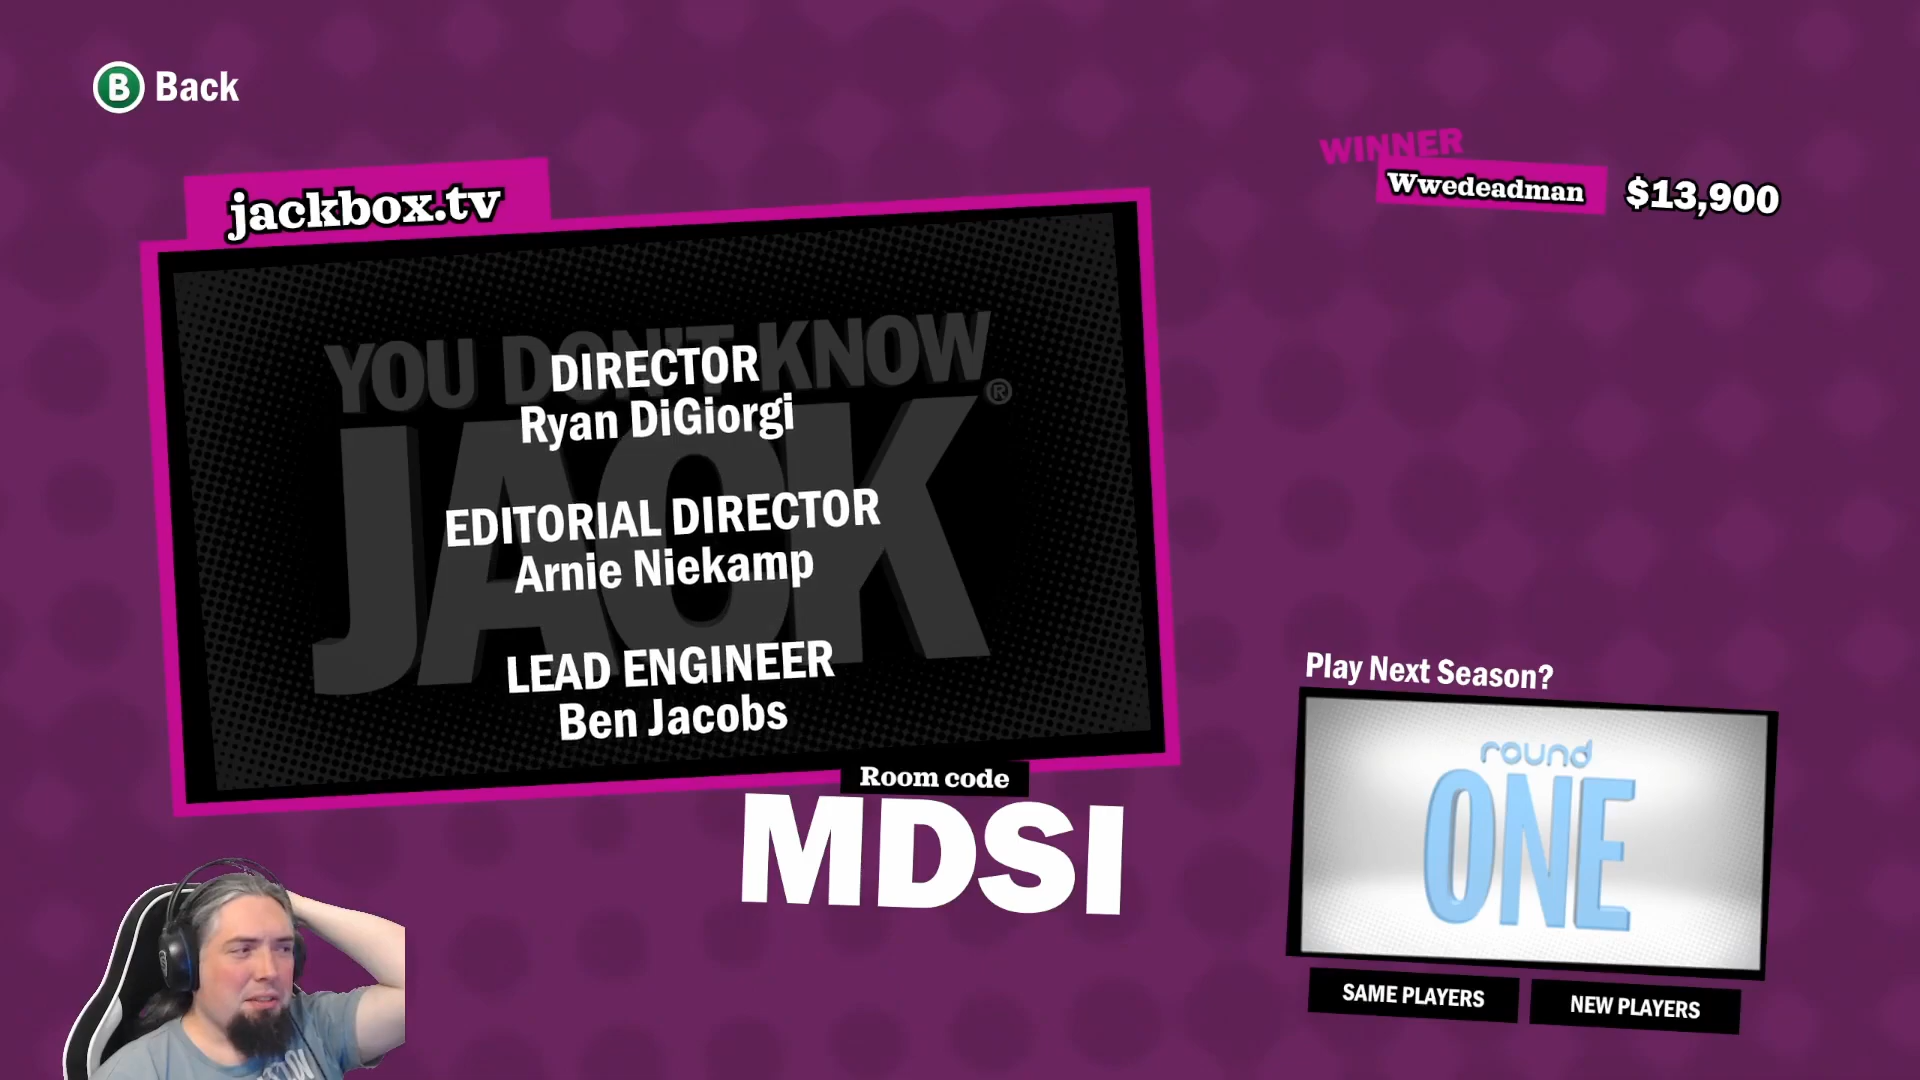 B Back
WINNER
Wwedeadman $13,900
jackbox.tv
YOU DON'T KNOW
JACK®
DIRECTOR
Ryan DiGiorgi
EDITORIAL DIRECTOR
Arnie Niekamp
LEAD ENGINEER
Ben Jacobs
Room code
MDSI
Play Next Season?
round
ONE
SAME PLAYERS
NEW PLAYERS